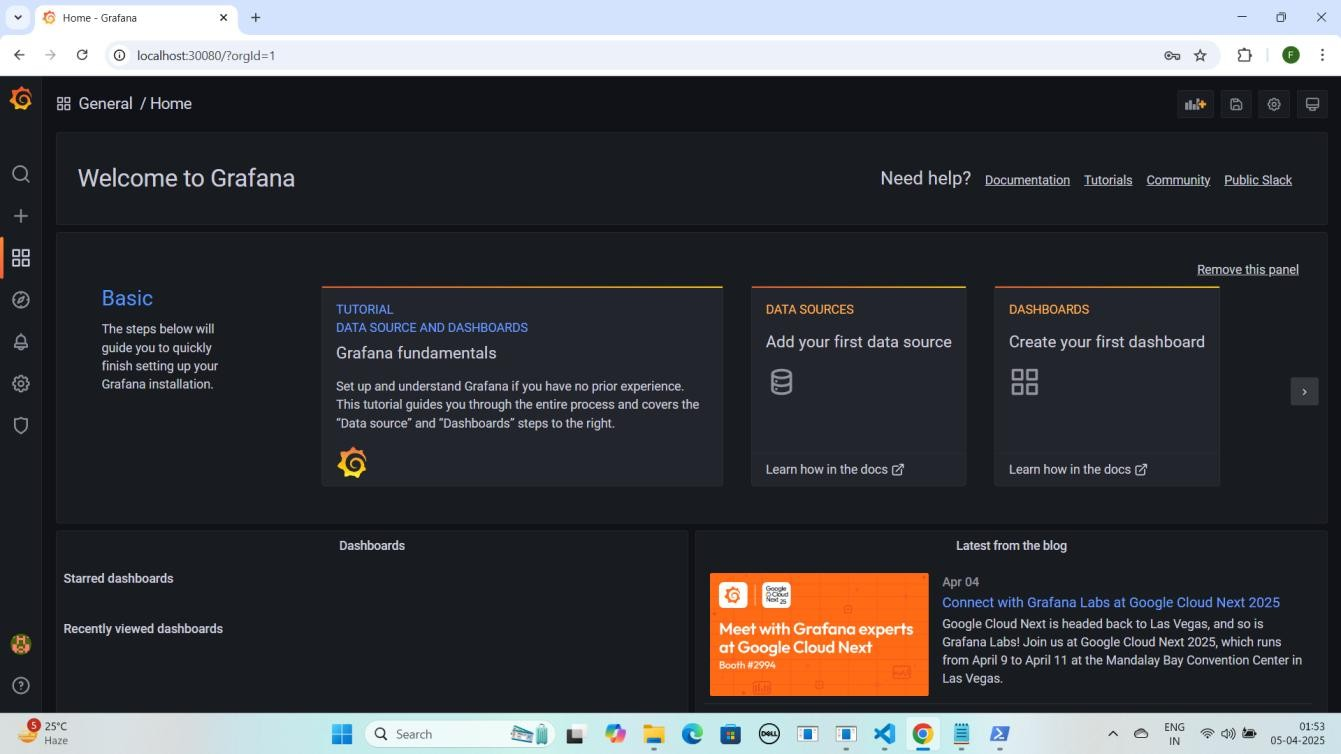 Home - Grafana
localhost:30080/?orgId=1
F
General / Home
Welcome to Grafana
Need help? Documentation Tutorials Community Public Slack
Remove this panel
Basic
The steps below will
guide you to quickly
finish setting up your
Grafana installation.
TUTORIAL
DATA SOURCE AND DASHBOARDS
Grafana fundamentals
Set up and understand Grafana if you have no prior experience.
This tutorial guides you through the entire process and covers the
“Data source” and “Dashboards” steps to the right.
DATA SOURCES
Add your first data source
Learn how in the docs
DASHBOARDS
Create your first dashboard
Learn how in the docs
Dashboards
Starred dashboards
Recently viewed dashboards
Latest from the blog
Google Cloud Next 25
Meet with Grafana experts
at Google Cloud Next
Booth #2994
Apr 04
Connect with Grafana Labs at Google Cloud Next 2025
Google Cloud Next is headed back to Las Vegas, and so is
Grafana Labs! Join us at Google Cloud Next 2025, which runs
from April 9 to April 11 at the Mandalay Bay Convention Center in
Las Vegas.
5
25°C
Haze
Search
DELL
ENG
IN
01:53
05-04-2025